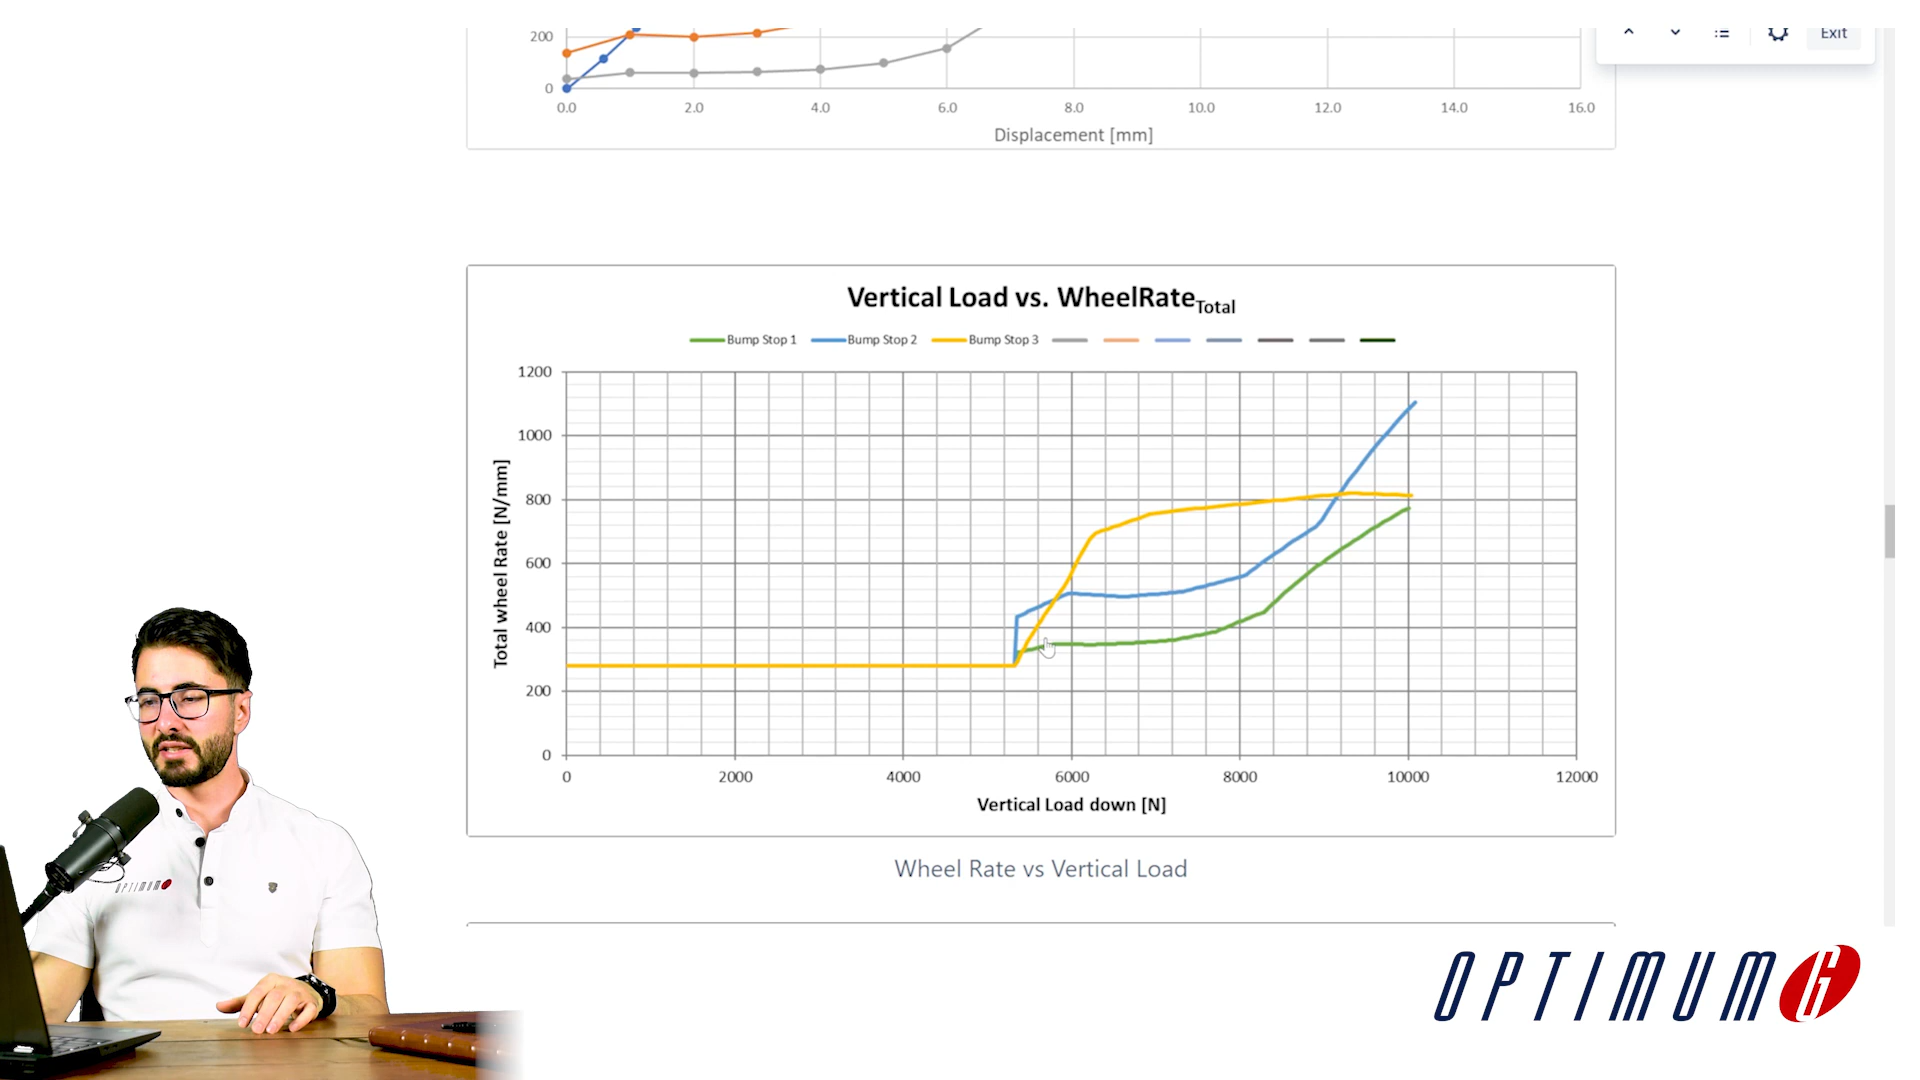 200
0
0.0 2.0 4.0 6.0 8.0 10.0 12.0 14.0 16.0
Displacement [mm]
Exit
Vertical Load vs. WheelRateTotal
Bump Stop 1 Bump Stop 2 Bump Stop 3
1200
1000
800
600
400
200
0
Total wheel Rate [N/mm]
0 2000 4000 6000 8000 10000 12000
Vertical Load down [N]
Wheel Rate vs Vertical Load
OPTIMUM
OPTIMUM G